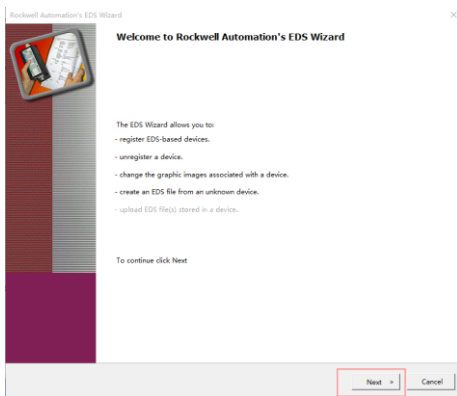 Rockwell Automation's EDS Wizard
Welcome to Rockwell Automation's EDS Wizard
The EDS Wizard allows you to:
- register EDS-based devices.
- unregister a device.
- change the graphic images associated with a device.
- create an EDS file from an unknown device.
- upload EDS file(s) stored in a device.
To continue click Next
Next >
Cancel